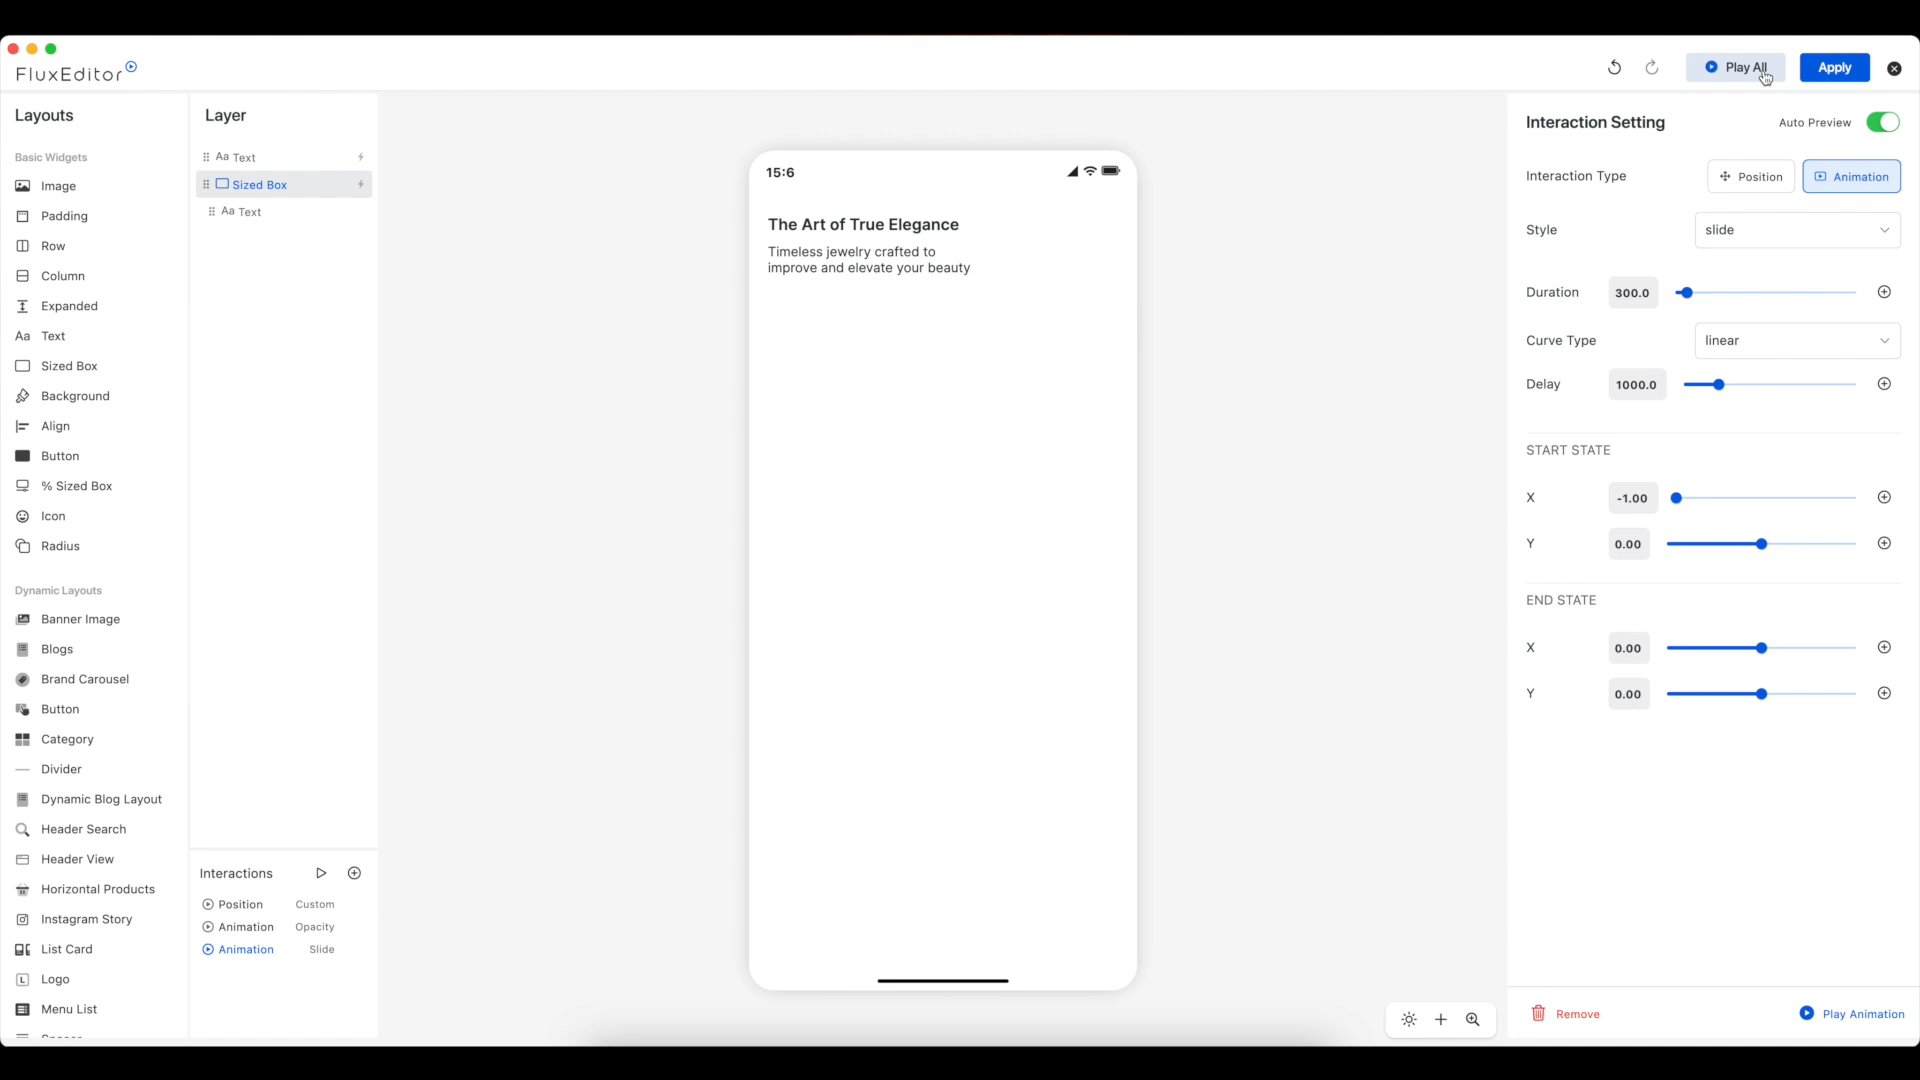 FluxEditor
Play All
Apply
Layouts
Basic Widgets
Image
Padding
Row
Column
Expanded
Aa Text
Sized Box
Background
Align
Button
% Sized Box
Icon
Radius
Dynamic Layouts
Banner Image
Blogs
Brand Carousel
Button
Category
Divider
Dynamic Blog Layout
Header Search
Header View
Horizontal Products
Instagram Story
List Card
L Logo
Menu List
Layer
Aa Text
Sized Box
Aa Text
Interactions
Position Custom
Animation Opacity
Animation Slide
15:6
The Art of True Elegance
Timeless jewelry crafted to
improve and elevate your beauty
Interaction Setting
Auto Preview
Interaction Type
Position
Animation
Style
slide
Duration
300.0
Curve Type
linear
Delay
1000.0
START STATE
X
-1.00
Y
0.00
END STATE
X
0.00
Y
0.00
Remove
Play Animation